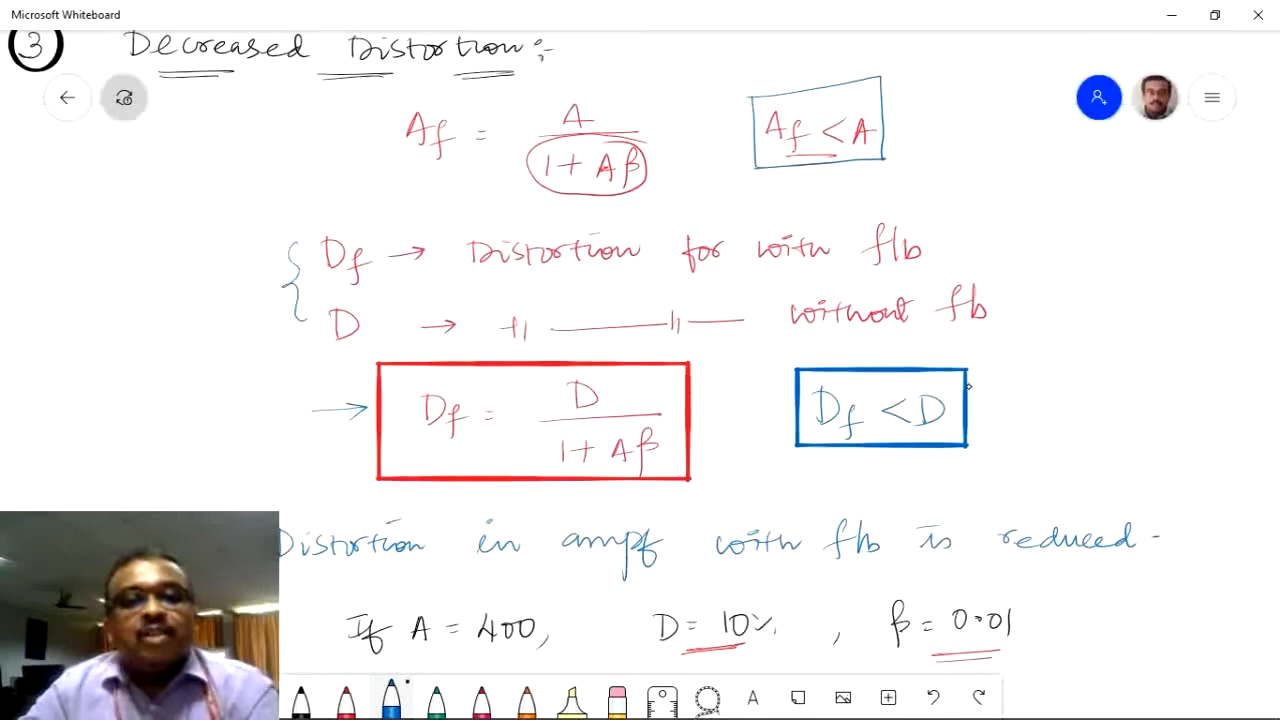 Microsoft Whiteboard
3 Decreased Distortion :-
Af = A / 1 + Aβ
Af < A
Df → Distortion for with f/b
D → —〃— 〃 — without fb
Df = D / 1 + Aβ
Df < D
Distortion in ampf with fb is reduced -
If A = 400, D = 10%, β = 0.01
A